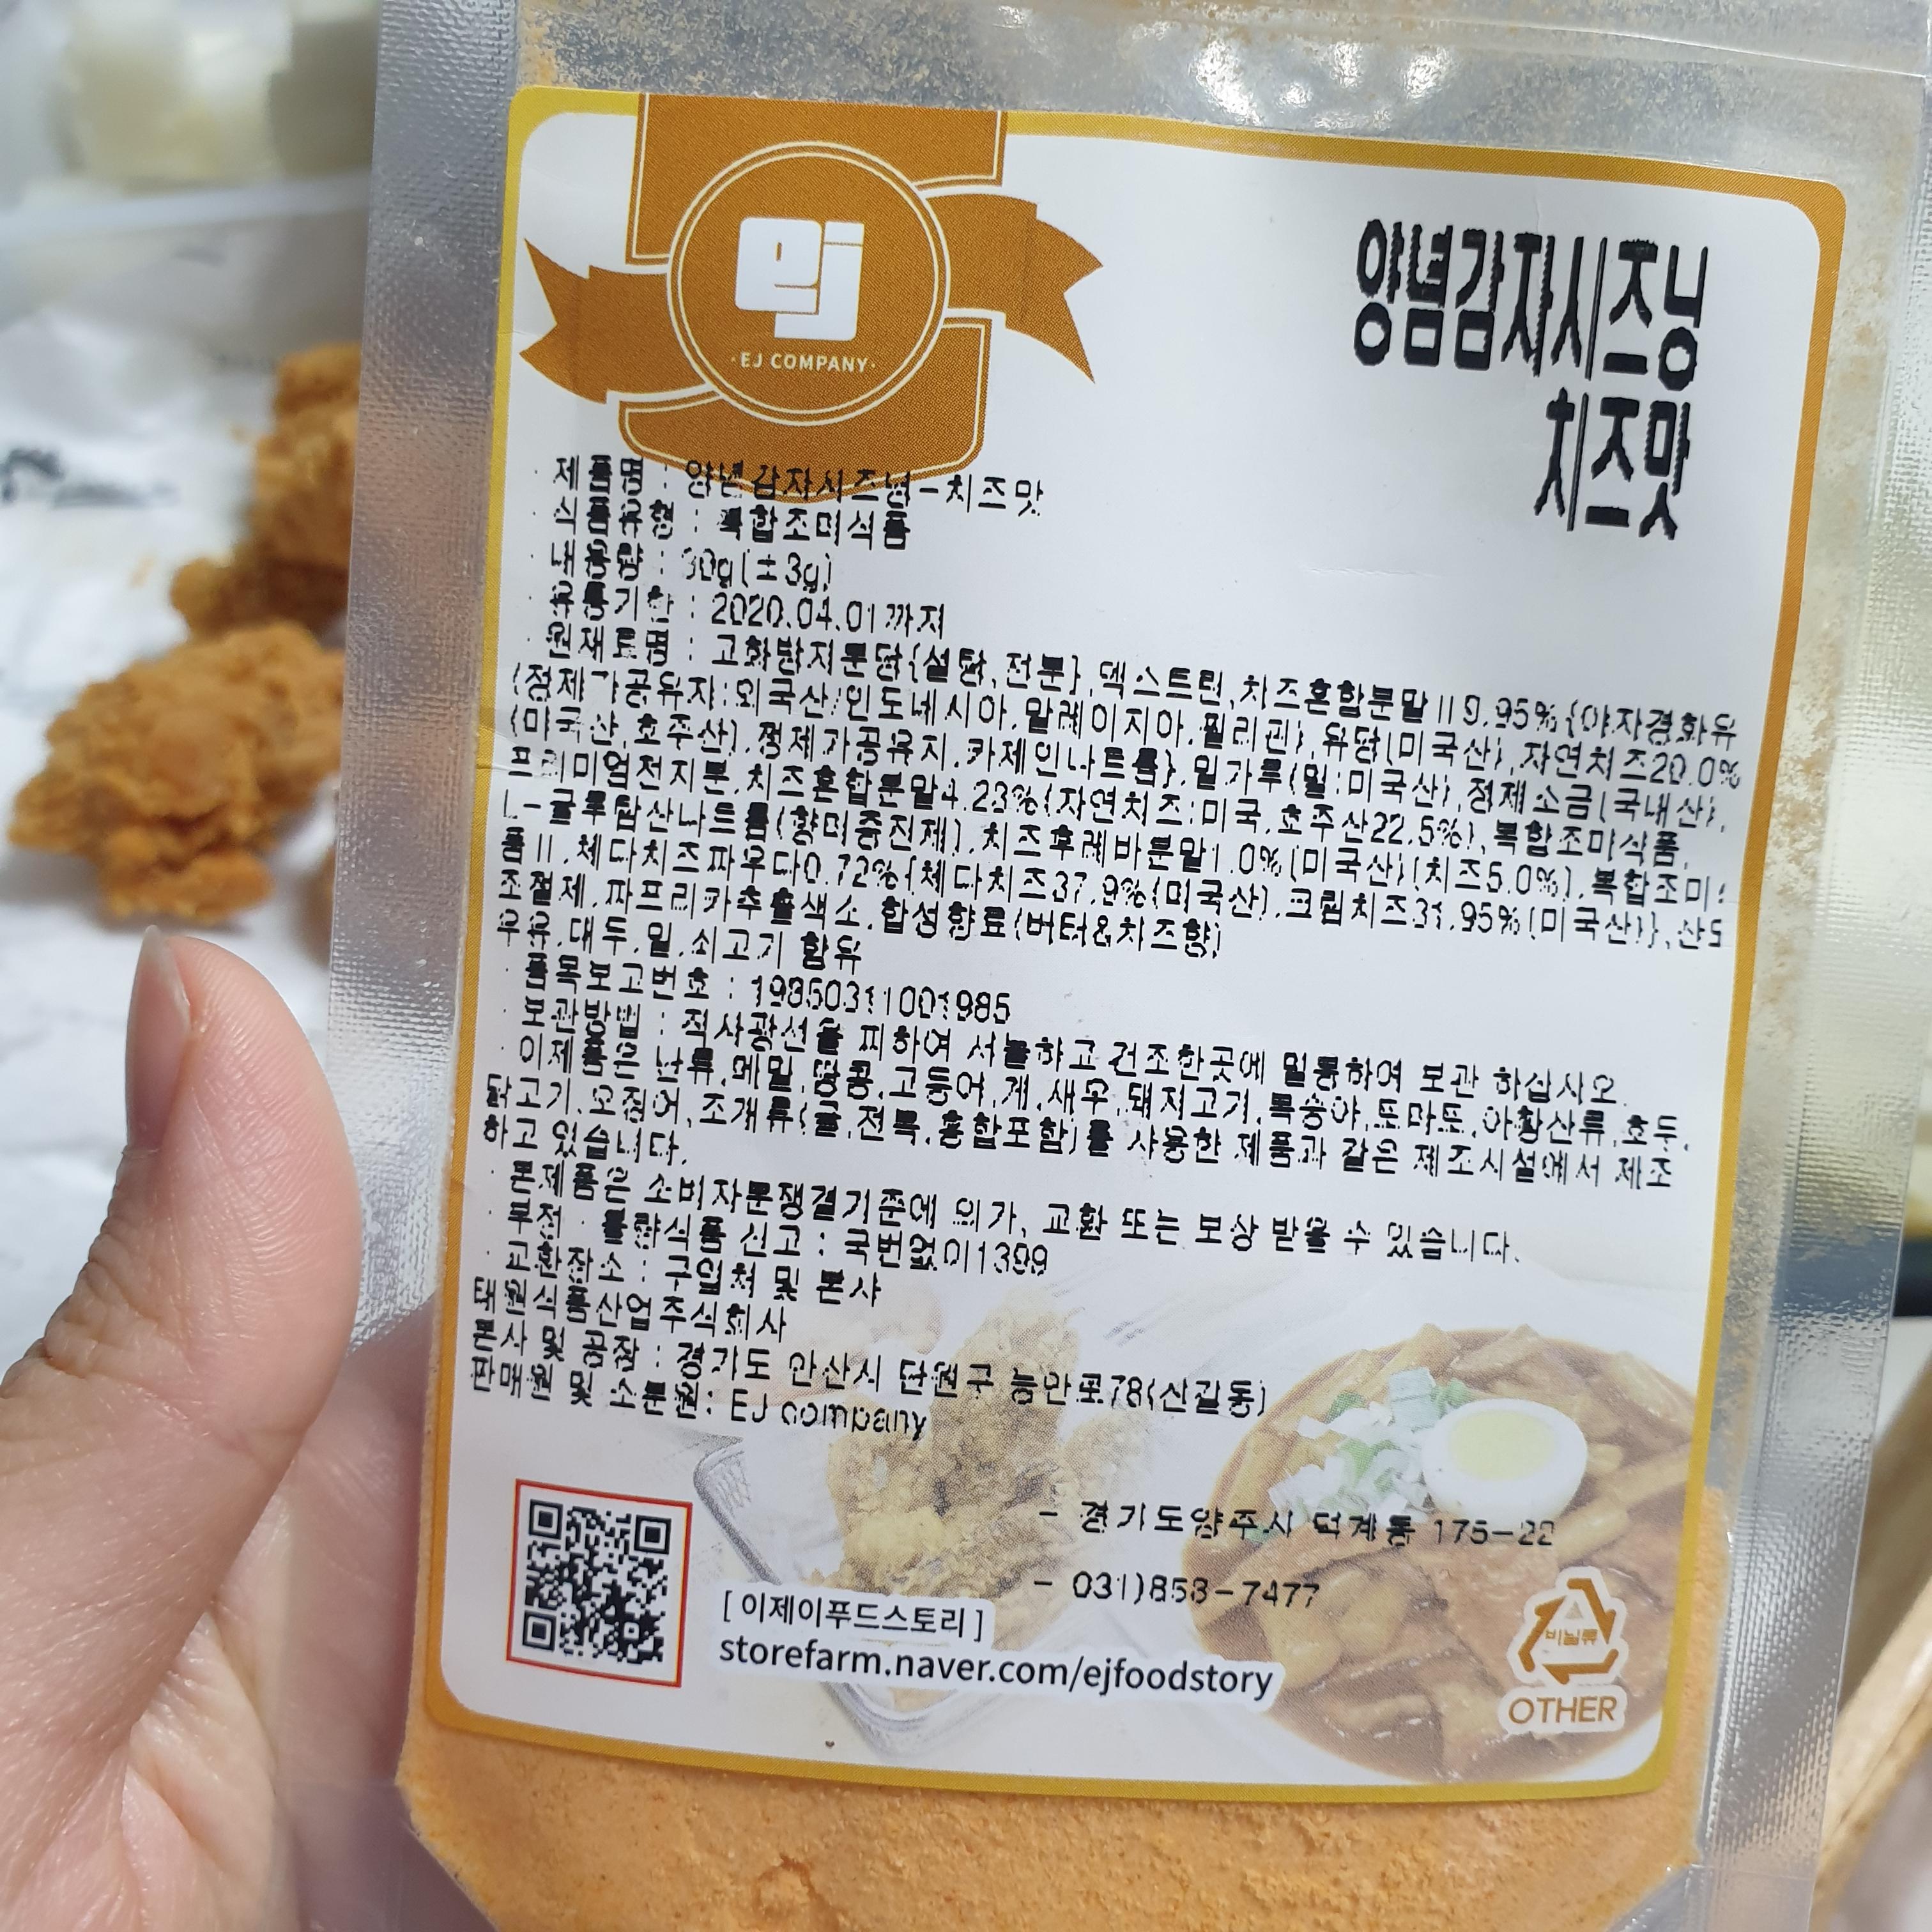 ej
·EJ COMPANY·
양념감자시즈닝
치즈맛
· 제품명 : 양념감자시즈닝-치즈맛
· 식품유형 : 복합조미식품
· 내용량 : 30g(±3g)
· 유통기한 : 2020.04.01까지
· 원재료명 : 고화방지분당{설탕,전분},덱스트린,치즈혼합분말||9.95%{야자경화유
(정제가공유지:외국산/인도네시아,말레이지아,필리핀),유당(미국산),자연치즈20.0%
(미국산,호주산),정제가공유지,카제인나트륨},밀가루(밀:미국산),정제소금(국내산),
프리미엄전지분,치즈혼합분말4.23%(자연치즈:미국,호주산22.5%),복합조미식품,
L-글루탐산나트륨(향미증진제),치즈후레바분말1.0%(미국산)(치즈5.0%),복합조미식
품||,체다치즈파우다0.72%{체다치즈37.9%(미국산),크림치즈31.95%(미국산)},산도
조절제,파프리카추출색소,합성향료(버터&치즈향)
우유,대두,밀,쇠고기 함유
· 품목보고번호 : 19850311001985
· 보관방법 : 직사광선을 피하여 서늘하고 건조한곳에 밀봉하여 보관 하십시오.
· 이제품은 난류,메밀,땅콩,고등어,게,새우,돼지고기,복숭아,토마토,아황산류,호두,
닭고기,오징어,조개류(굴,전복,홍합포함)를 사용한 제품과 같은 제조시설에서 제조
하고 있습니다.
· 본제품은 소비자분쟁결기준에 의가, 교환 또는 보상 받을 수 있습니다.
· 부정 · 불량식품 신고 : 국번없이1399
· 교환장소 : 구입처 및 본사
태원식품산업주식회사
본사 및 공장 : 경기도 안산시 단원구 능안로78(신길동)
판매원 및 소분원: EJ company
- 경기도양주시 덕계동 175-22
- 031)858-7477
[ 이제이푸드스토리 ]
storefarm.naver.com/ejfoodstory
비닐류
OTHER